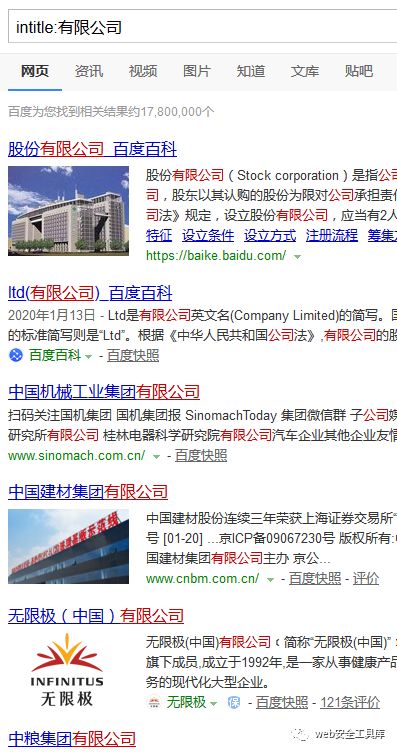 intitle:有限公司
网页 资讯 视频 图片 知道 文库 贴吧
百度为您找到相关结果约17,800,000个
股份有限公司_百度百科
股份有限公司（Stock corporation）是指公
司，股东以其认购的股份为限对公司承担责
司法》规定，设立股份有限公司，应当有2人
特征 设立条件 设立方式 注册流程 筹集
https://baike.baidu.com/
ltd(有限公司)_百度百科
2020年1月13日 - Ltd是有限公司英文名(Company Limited)的简写。
的标准简写则是“Ltd”。根据《中华人民共和国公司法》,有限公司的
百度百科 - 百度快照
中国机械工业集团有限公司
扫码关注国机集团 国机集团报 SinomachToday 集团微信群 子公司
研究所有限公司 桂林电器科学研究院有限公司汽车企业其他企业友
www.sinomach.com.cn/ - 百度快照
中国建材集团有限公司
中国建材股份连续三年荣获上海证券交易所“
号 [01-20] ...京ICP备09067230号 版权所有:
国建材集团有限公司主办 京公...
www.cnbm.com.cn/ - 百度快照 - 评价
无限极（中国）有限公司
INFINITUS
无限极
无限极(中国)有限公司（简称“无限极(中国)”
旗下成员,成立于1992年,是一家从事健康产
务的现代化大型企业。
无限极 - 百度快照 - 121条评价
中粮集团有限公司
web安全工具库